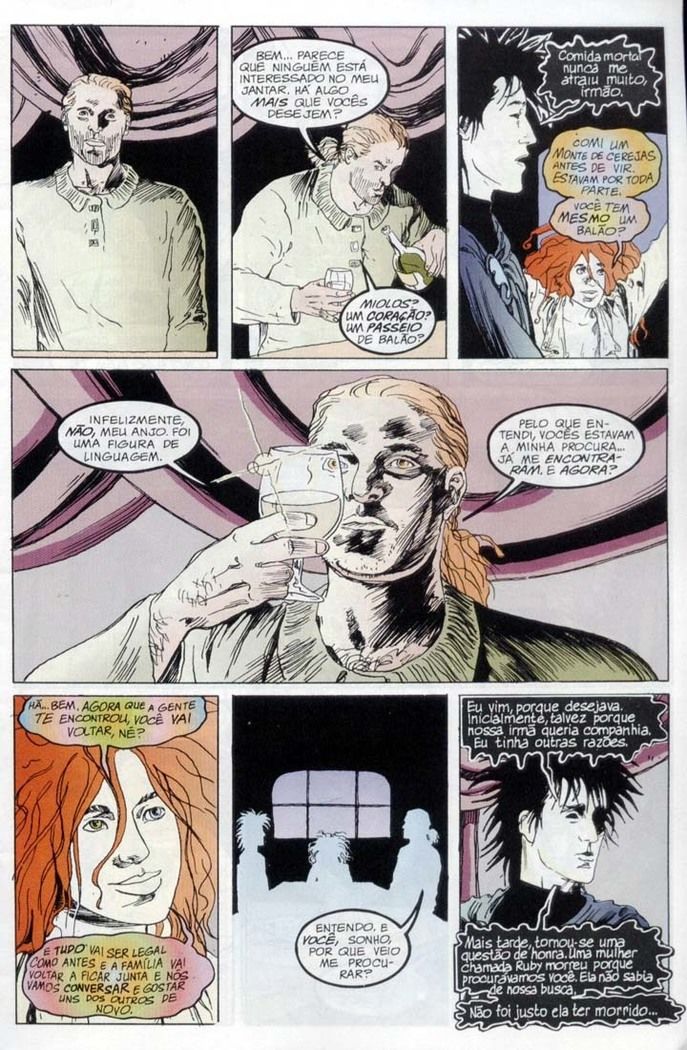 BEM... PARECE
QUE NINGUÉM ESTÁ
INTERESSADO NO MEU
JANTAR. HÁ ALGO
MAIS QUE VOCÊS
DESEJEM?
MIOLOS?
UM CORAÇÃO?
UM PASSEIO
DE BALÃO?
Comida mortal
nunca me
atraiu muito,
irmão.
COMI UM
MONTE DE CEREJAS
ANTES DE VIR.
ESTAVAM POR TODA
PARTE.
VOCÊ TEM
MESMO UM
BALÃO?
INFELIZMENTE,
NÃO, MEU ANJO. FOI
UMA FIGURA DE
LINGUAGEM.
PELO QUE EN-
TENDI, VOCÊS ESTAVAM
A MINHA PROCURA...
JÁ ME ENCONTRA-
RAM. E AGORA?
HÃ...BEM. AGORA QUE A GENTE
TE ENCONTROU, VOCÊ VAI
VOLTAR, NÉ?
E TUDO VAI SER LEGAL
COMO ANTES E A FAMÍLIA VAI
VOLTAR A FICAR JUNTA E NÓS
VAMOS CONVERSAR E GOSTAR
UNS DOS OUTROS DE
NOVO.
ENTENDO. E
VOCÊ, SONHO,
POR QUE VEIO
ME PROCU-
RAR?
Eu vim, porque desejava.
Inicialmente, talvez porque
nossa irmã queria companhia.
Eu tinha outras razões.
Mais tarde, tornou-se uma
questão de honra. Uma mulher
chamada Ruby morreu porque
procurávamos você. Ela não sabia
de nossa busca.
Não foi justo ela ter morrido...